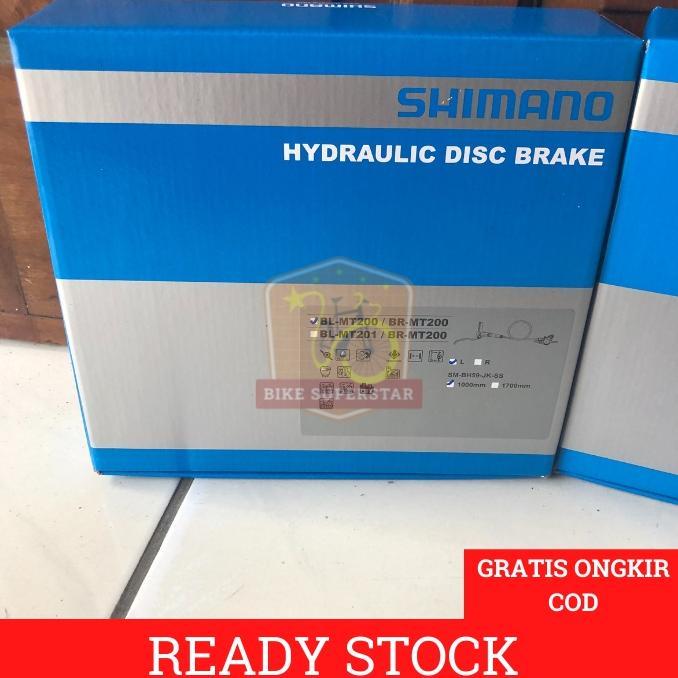 SHIMANO
SHIMANO
HYDRAULIC DISC BRAKE
BL-MT200 / BR-MT200
BL-MT201 / BR-MT200
L R
SM-BH59-JK-SS
1000mm 1700mm
BIKE SUPERSTAR
GRATIS ONGKIR
COD
READY STOCK